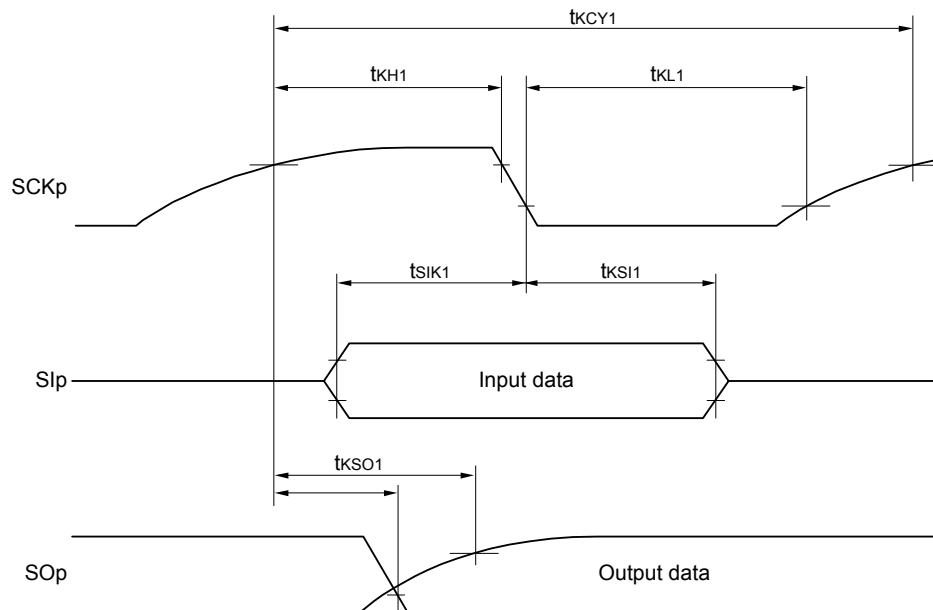 tKCY1
tKH1
tKL1
SCKp
tSIK1
tKSI1
SIp
Input data
tKSO1
SOp
Output data